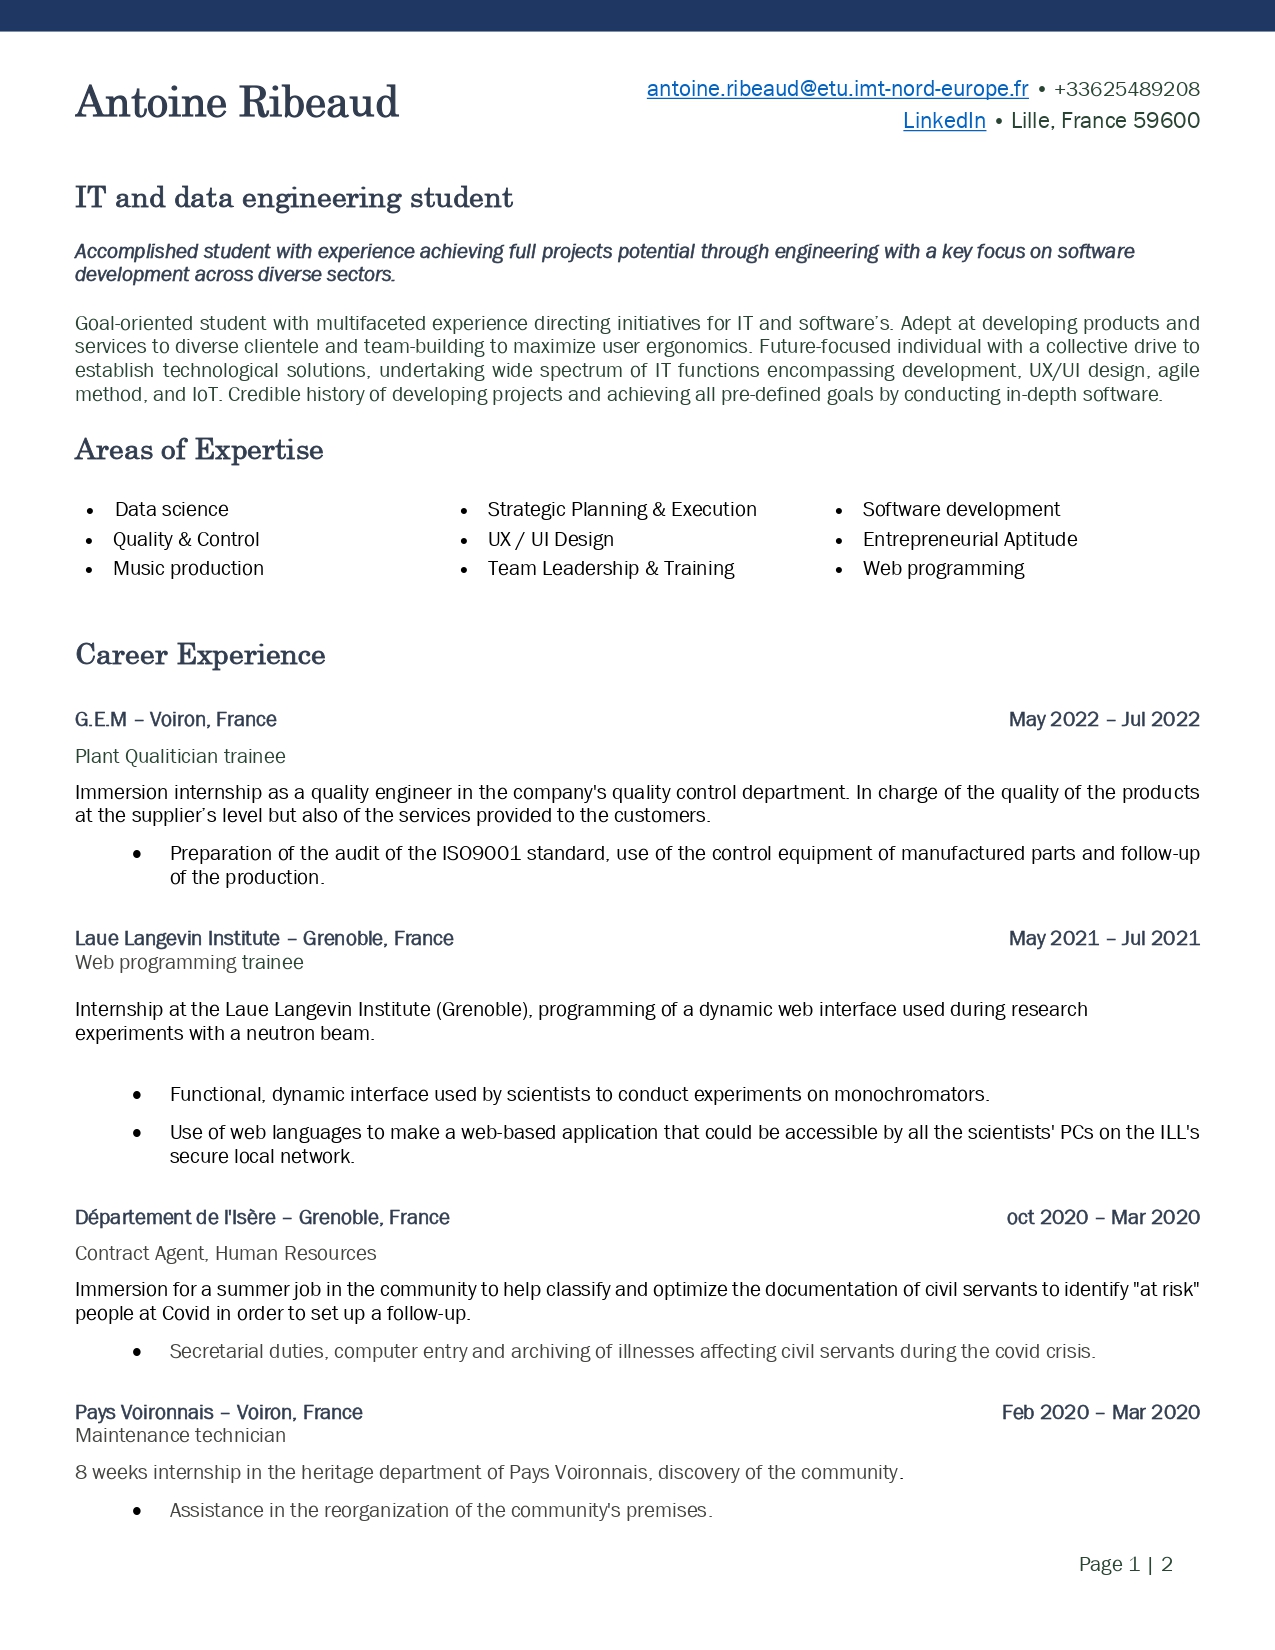 Antoine Ribeaud
antoine.ribeaud@etu.imt-nord-europe.fr • +33625489208
LinkedIn • Lille, France 59600
IT and data engineering student
Accomplished student with experience achieving full projects potential through engineering with a key focus on software
development across diverse sectors.
Goal-oriented student with multifaceted experience directing initiatives for IT and software’s. Adept at developing products and
services to diverse clientele and team-building to maximize user ergonomics. Future-focused individual with a collective drive to
establish technological solutions, undertaking wide spectrum of IT functions encompassing development, UX/UI design, agile
method, and IoT. Credible history of developing projects and achieving all pre-defined goals by conducting in-depth software.
Areas of Expertise
• Data science
• Quality & Control
• Music production
• Strategic Planning & Execution
• UX / UI Design
• Team Leadership & Training
• Software development
• Entrepreneurial Aptitude
• Web programming
Career Experience
G.E.M – Voiron, France May 2022 – Jul 2022
Plant Qualitician trainee
Immersion internship as a quality engineer in the company's quality control department. In charge of the quality of the products
at the supplier’s level but also of the services provided to the customers.
• Preparation of the audit of the ISO9001 standard, use of the control equipment of manufactured parts and follow-up
of the production.
Laue Langevin Institute – Grenoble, France May 2021 – Jul 2021
Web programming trainee
Internship at the Laue Langevin Institute (Grenoble), programming of a dynamic web interface used during research
experiments with a neutron beam.
• Functional, dynamic interface used by scientists to conduct experiments on monochromators.
• Use of web languages to make a web-based application that could be accessible by all the scientists' PCs on the ILL's
secure local network.
Département de l'Isère – Grenoble, France oct 2020 – Mar 2020
Contract Agent, Human Resources
Immersion for a summer job in the community to help classify and optimize the documentation of civil servants to identify "at risk"
people at Covid in order to set up a follow-up.
• Secretarial duties, computer entry and archiving of illnesses affecting civil servants during the covid crisis.
Pays Voironnais – Voiron, France Feb 2020 – Mar 2020
Maintenance technician
8 weeks internship in the heritage department of Pays Voironnais, discovery of the community.
• Assistance in the reorganization of the community's premises.
Page 1 | 2